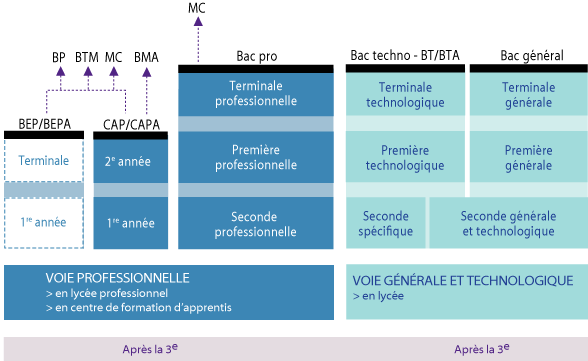 MC
BP BTM MC BMA
Bac pro
Bac techno - BT/BTA
Bac général
Terminale
professionnelle
Terminale
technologique
Terminale
générale
BEP/BEPA
CAP/CAPA
Terminale
2e année
Première
professionnelle
Première
technologique
Première
générale
1re année
1re année
Seconde
professionnelle
Seconde
spécifique
Seconde générale
et technologique
VOIE PROFESSIONNELLE
> en lycée professionnel
> en centre de formation d'apprentis
VOIE GÉNÉRALE ET TECHNOLOGIQUE
> en lycée
Après la 3e
Après la 3e